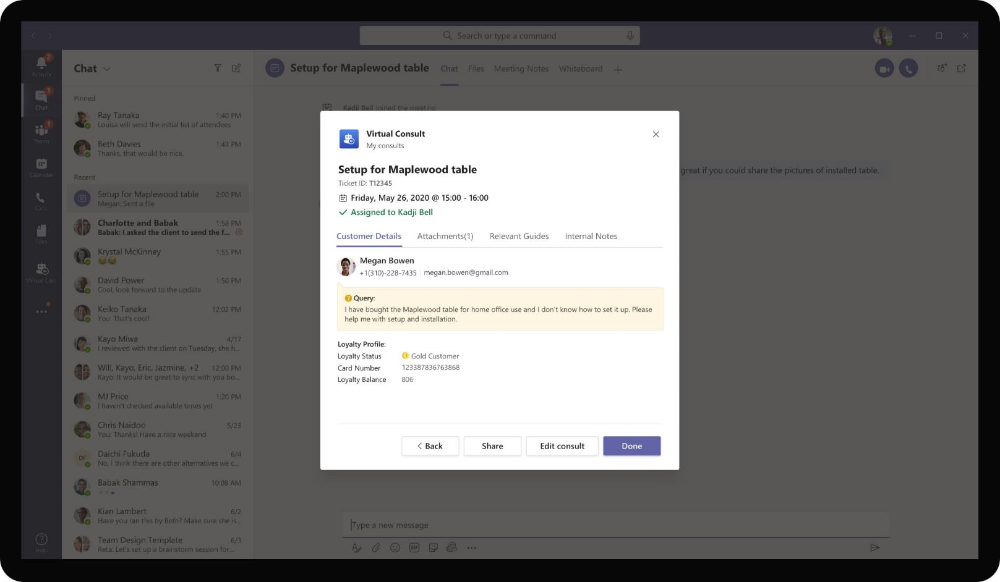 Search or type a command
2
Activity
1
Chat
1
Teams
Calendar
Calls
Files
Virtual Con.
Help
Chat
Pinned
Ray Tanaka 1:40 PM
Louisa will send the initial list of attendees
Beth Davies 1:43 PM
Thanks, that would be nice.
Recent
Setup for Maplewood table 2:00 PM
Megan: Sent a file
Charlotte and Babak 1:58 PM
Babak: I asked the client to send the f... @
Krystal McKinney 1:55 PM
😂😂
David Power 1:50 PM
Cool, look forward to the update
Keiko Tanaka 12:02 PM
You: That's cool!
Kayo Miwa 4/17
I reviewed with the client on Tuesday, she h...
Will, Kayo, Eric, Jazmine, +2 12:00 PM
Kayo: It would be great to sync with you bo...
MJ Price 1:20 PM
I haven't checked available times yet
Chris Naidoo 5/23
You: Thanks! Have a nice weekend
DF
Daichi Fukuda 6/4
No, I think there are other alternatives we c...
Babak Shammas 10:08 AM
Kian Lambert 6/2
Have you ran this by Beth? Make sure she is...
Team Design Template 6/3
Reta: Let's set up a brainstorm session for...
Setup for Maplewood table Chat Files Meeting Notes Whiteboard
Kadji Bell joined the meeting
great if you could share the pictures of installed table.
Virtual Consult
My consults
Setup for Maplewood table
Ticket ID: T12345
Friday, May 26, 2020 @ 15:00 - 16:00
Assigned to Kadji Bell
Customer Details Attachments(1) Relevant Guides Internal Notes
Megan Bowen
+1(310)-228-7435 megan.bowen@gmail.com
? Query:
I have bought the Maplewood table for home office use and I don't know how to set it up. Please
help me with setup and installation.
Loyalty Profile:
Loyalty Status Gold Customer
Card Number 123387836763868
Loyalty Balance 806
Back Share Edit consult Done
Type a new message
GIF